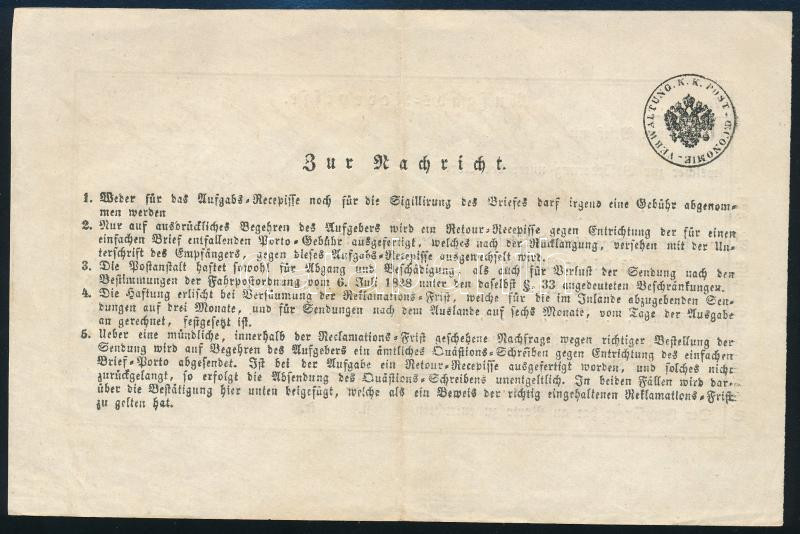 VERWALTUNG. K. K. POST - ŒCONOMIE -
Zur Nachricht.
1. Weder für das Aufgabs-Recepisse noch für die Sigillirung des Briefes darf irgend eine Gebühr abgenom-
men werden
2. Nur auf ausdrückliches Begehren des Aufgebers wird ein Retour-Recepisse gegen Entrichtung der für einen
einfachen Brief entfallenden Porto-Gebühr ausgefertigt, welches nach der Rücklangung, versehen mit der Un-
terschrift des Empfängers, gegen dieses Aufgabs-Recepisse ausgewechselt wird.
3. Die Postanstalt haftet sowohl für Abgang und Beschädigung, als auch für Verlust der Sendung nach den
Bestimmungen der Fahrpostordnung vom 6. Juli 1838 unter den daselbst §. 33 angedeuteten Beschränkungen.
4. Die Haftung erlischt bei Versäumung der Reklamations-Frist, welche für die im Inlande abzugebenden Sen-
dungen auf drei Monate, und für Sendungen nach dem Auslande auf sechs Monate, vom Tage der Ausgabe
an gerechnet, festgesetzt ist.
5. Ueber eine mündliche, innerhalb der Reclamations-Frist geschehene Nachfrage wegen richtiger Bestellung der
Sendung wird auf Begehren des Aufgebers ein ämtliches Quästions-Schreiben gegen Entrichtung des einfachen
Brief-Porto abgesendet. Ist bei der Aufgabe ein Retour-Recepisse ausgefertigt worden, und solches nicht
zurückgelangt, so erfolgt die Absendung des Quästions-Schreibens unentgeltlich. In beiden Fällen wird dar-
über die Bestätigung hier unten beigefügt, welche als ein Beweis der richtig eingehaltenen Reklamations-Frist
zu gelten hat.